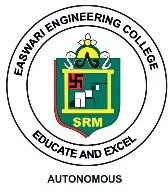 EASWARI ENGINEERING COLLEGE
SRM
EDUCATE AND EXCEL
AUTONOMOUS